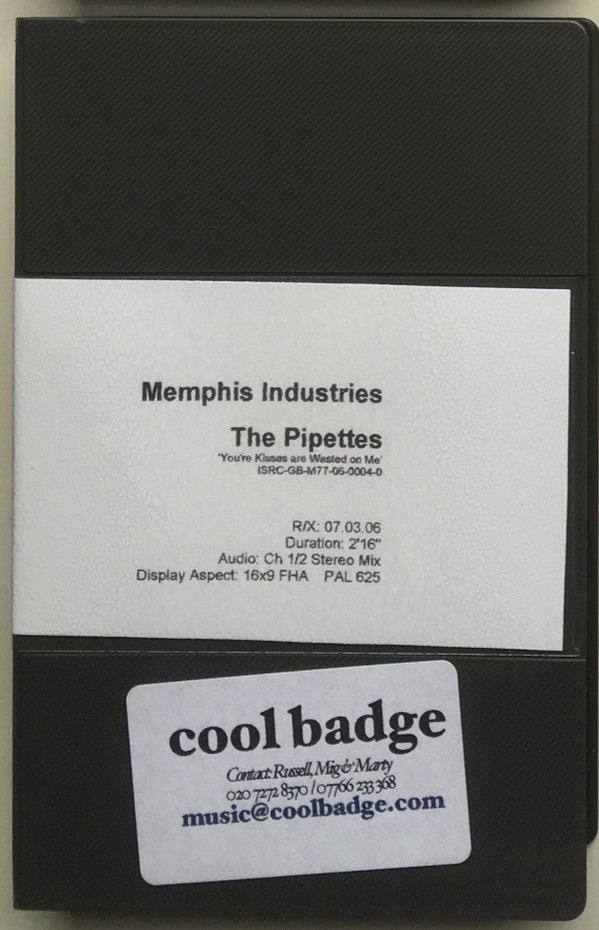 Memphis Industries
The Pipettes
'You're Kisses are Wasted on Me'
ISRC-GB-M77-06-0004-0
R/X: 07.03.06
Duration: 2'16"
Audio: Ch 1/2 Stereo Mix
Display Aspect: 16x9 FHA PAL 625
cool badge
Contact: Russell, Mig & Marty
020 7272 8370 / 07766 233 368
music@coolbadge.com